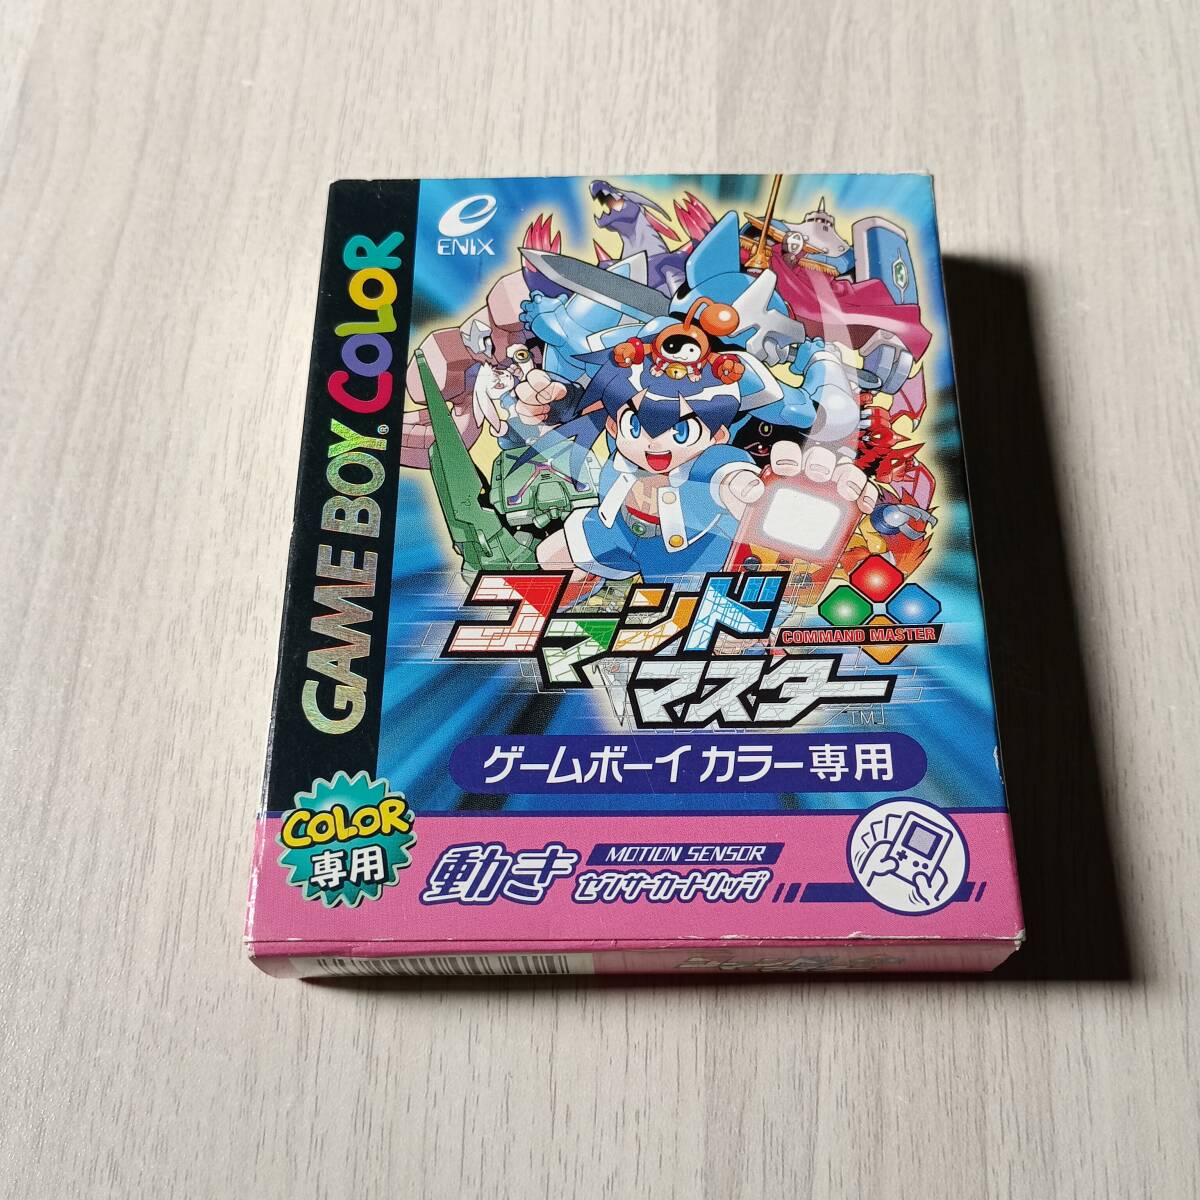 ENIX
GAME BOY® COLOR
コマンド
COMMAND MASTER
マスター
TM
ゲームボーイ カラー専用
COLOR
専用
動き
MOTION SENSOR
センサーカートリッジ